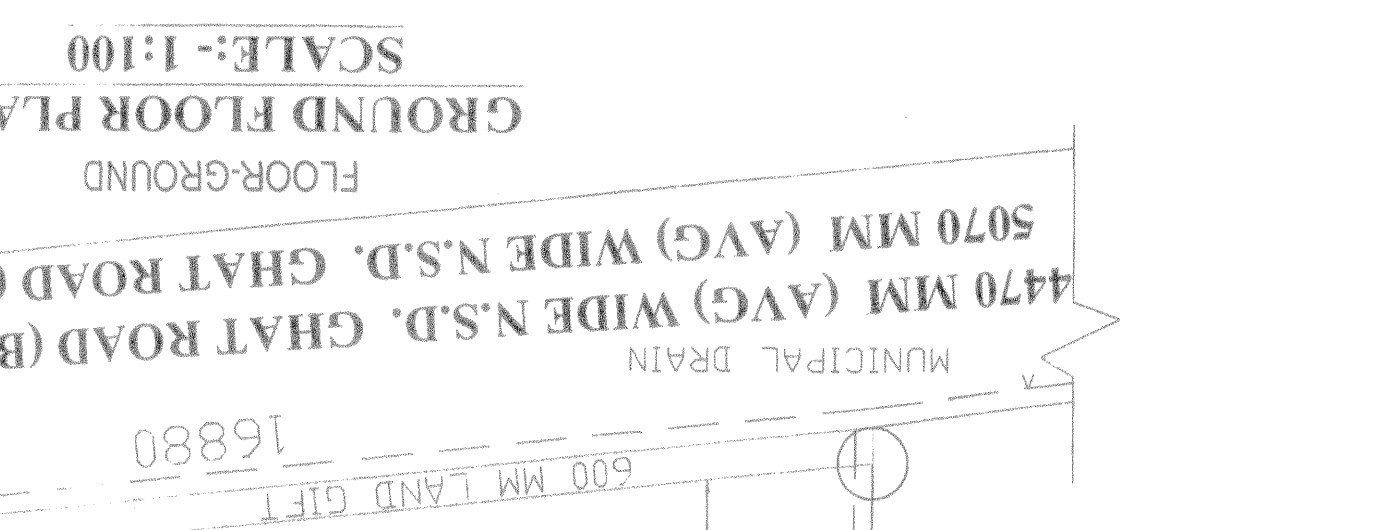 600 MM LAND GIFT
16880
MUNICIPAL DRAIN
4470 MM (AVG) WIDE N.S.D. GHAT ROAD (B
5070 MM (AVG) WIDE N.S.D. GHAT ROAD (
FLOOR-GROUND
GROUND FLOOR PLA
SCALE:- 1:100